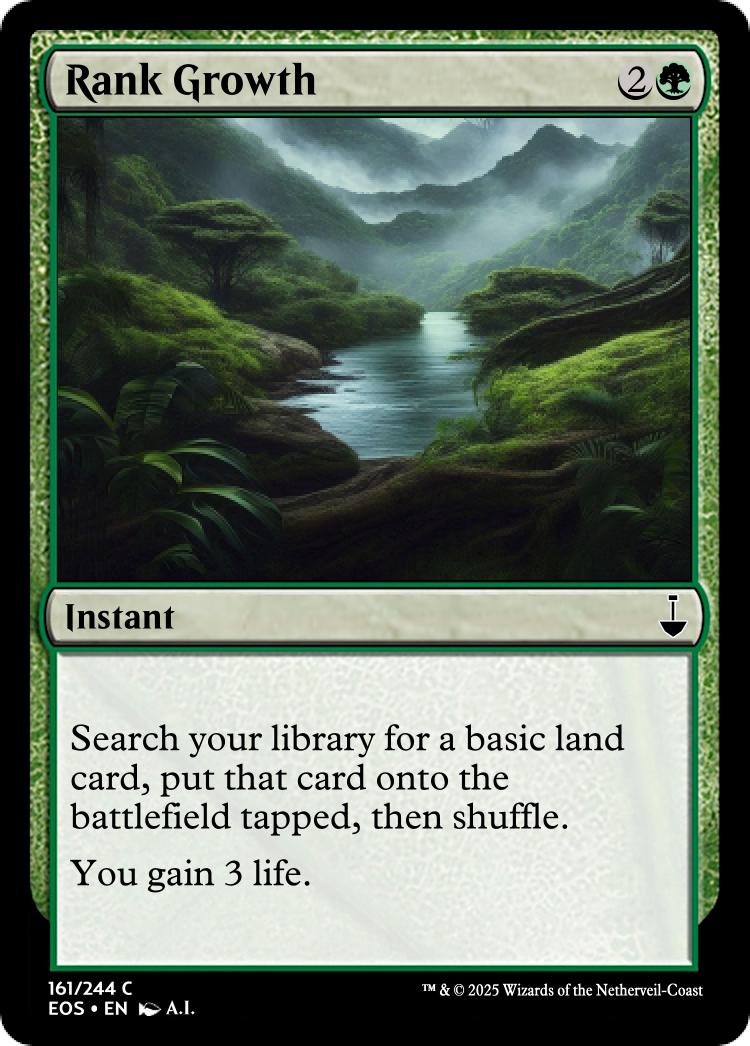 Rank Growth 2
Instant
Search your library for a basic land
card, put that card onto the
battlefield tapped, then shuffle.
You gain 3 life.
161/244 C
EOS • EN A.I.
™ & © 2025 Wizards of the Netherveil-Coast